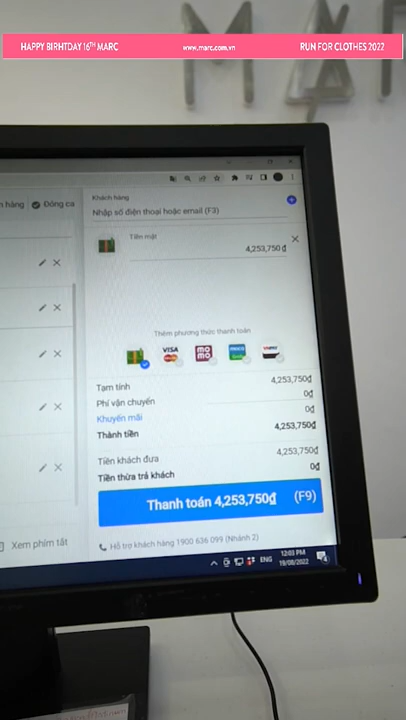 HAPPY BIRHTDAY 16TH MARC
www.marc.com.vn
RUN FOR CLOTHES 2022
MAR
n hàng
Đóng ca
Khách hàng
Nhập số điện thoại hoặc email (F3)
Tiền mặt
4,253,750 ₫
Thêm phương thức thanh toán
VISA
mo mo
Tạm tính 4,253,750₫
Phí vận chuyển 0₫
Khuyến mãi 0₫
Thành tiền 4,253,750₫
Tiền khách đưa 4,253,750₫
Tiền thừa trả khách 0₫
Thanh toán 4,253,750₫ (F9)
Xem phím tắt
Hỗ trợ khách hàng 1900 636 099 (Nhánh 2)
ENG
12:03 PM
19/08/2022